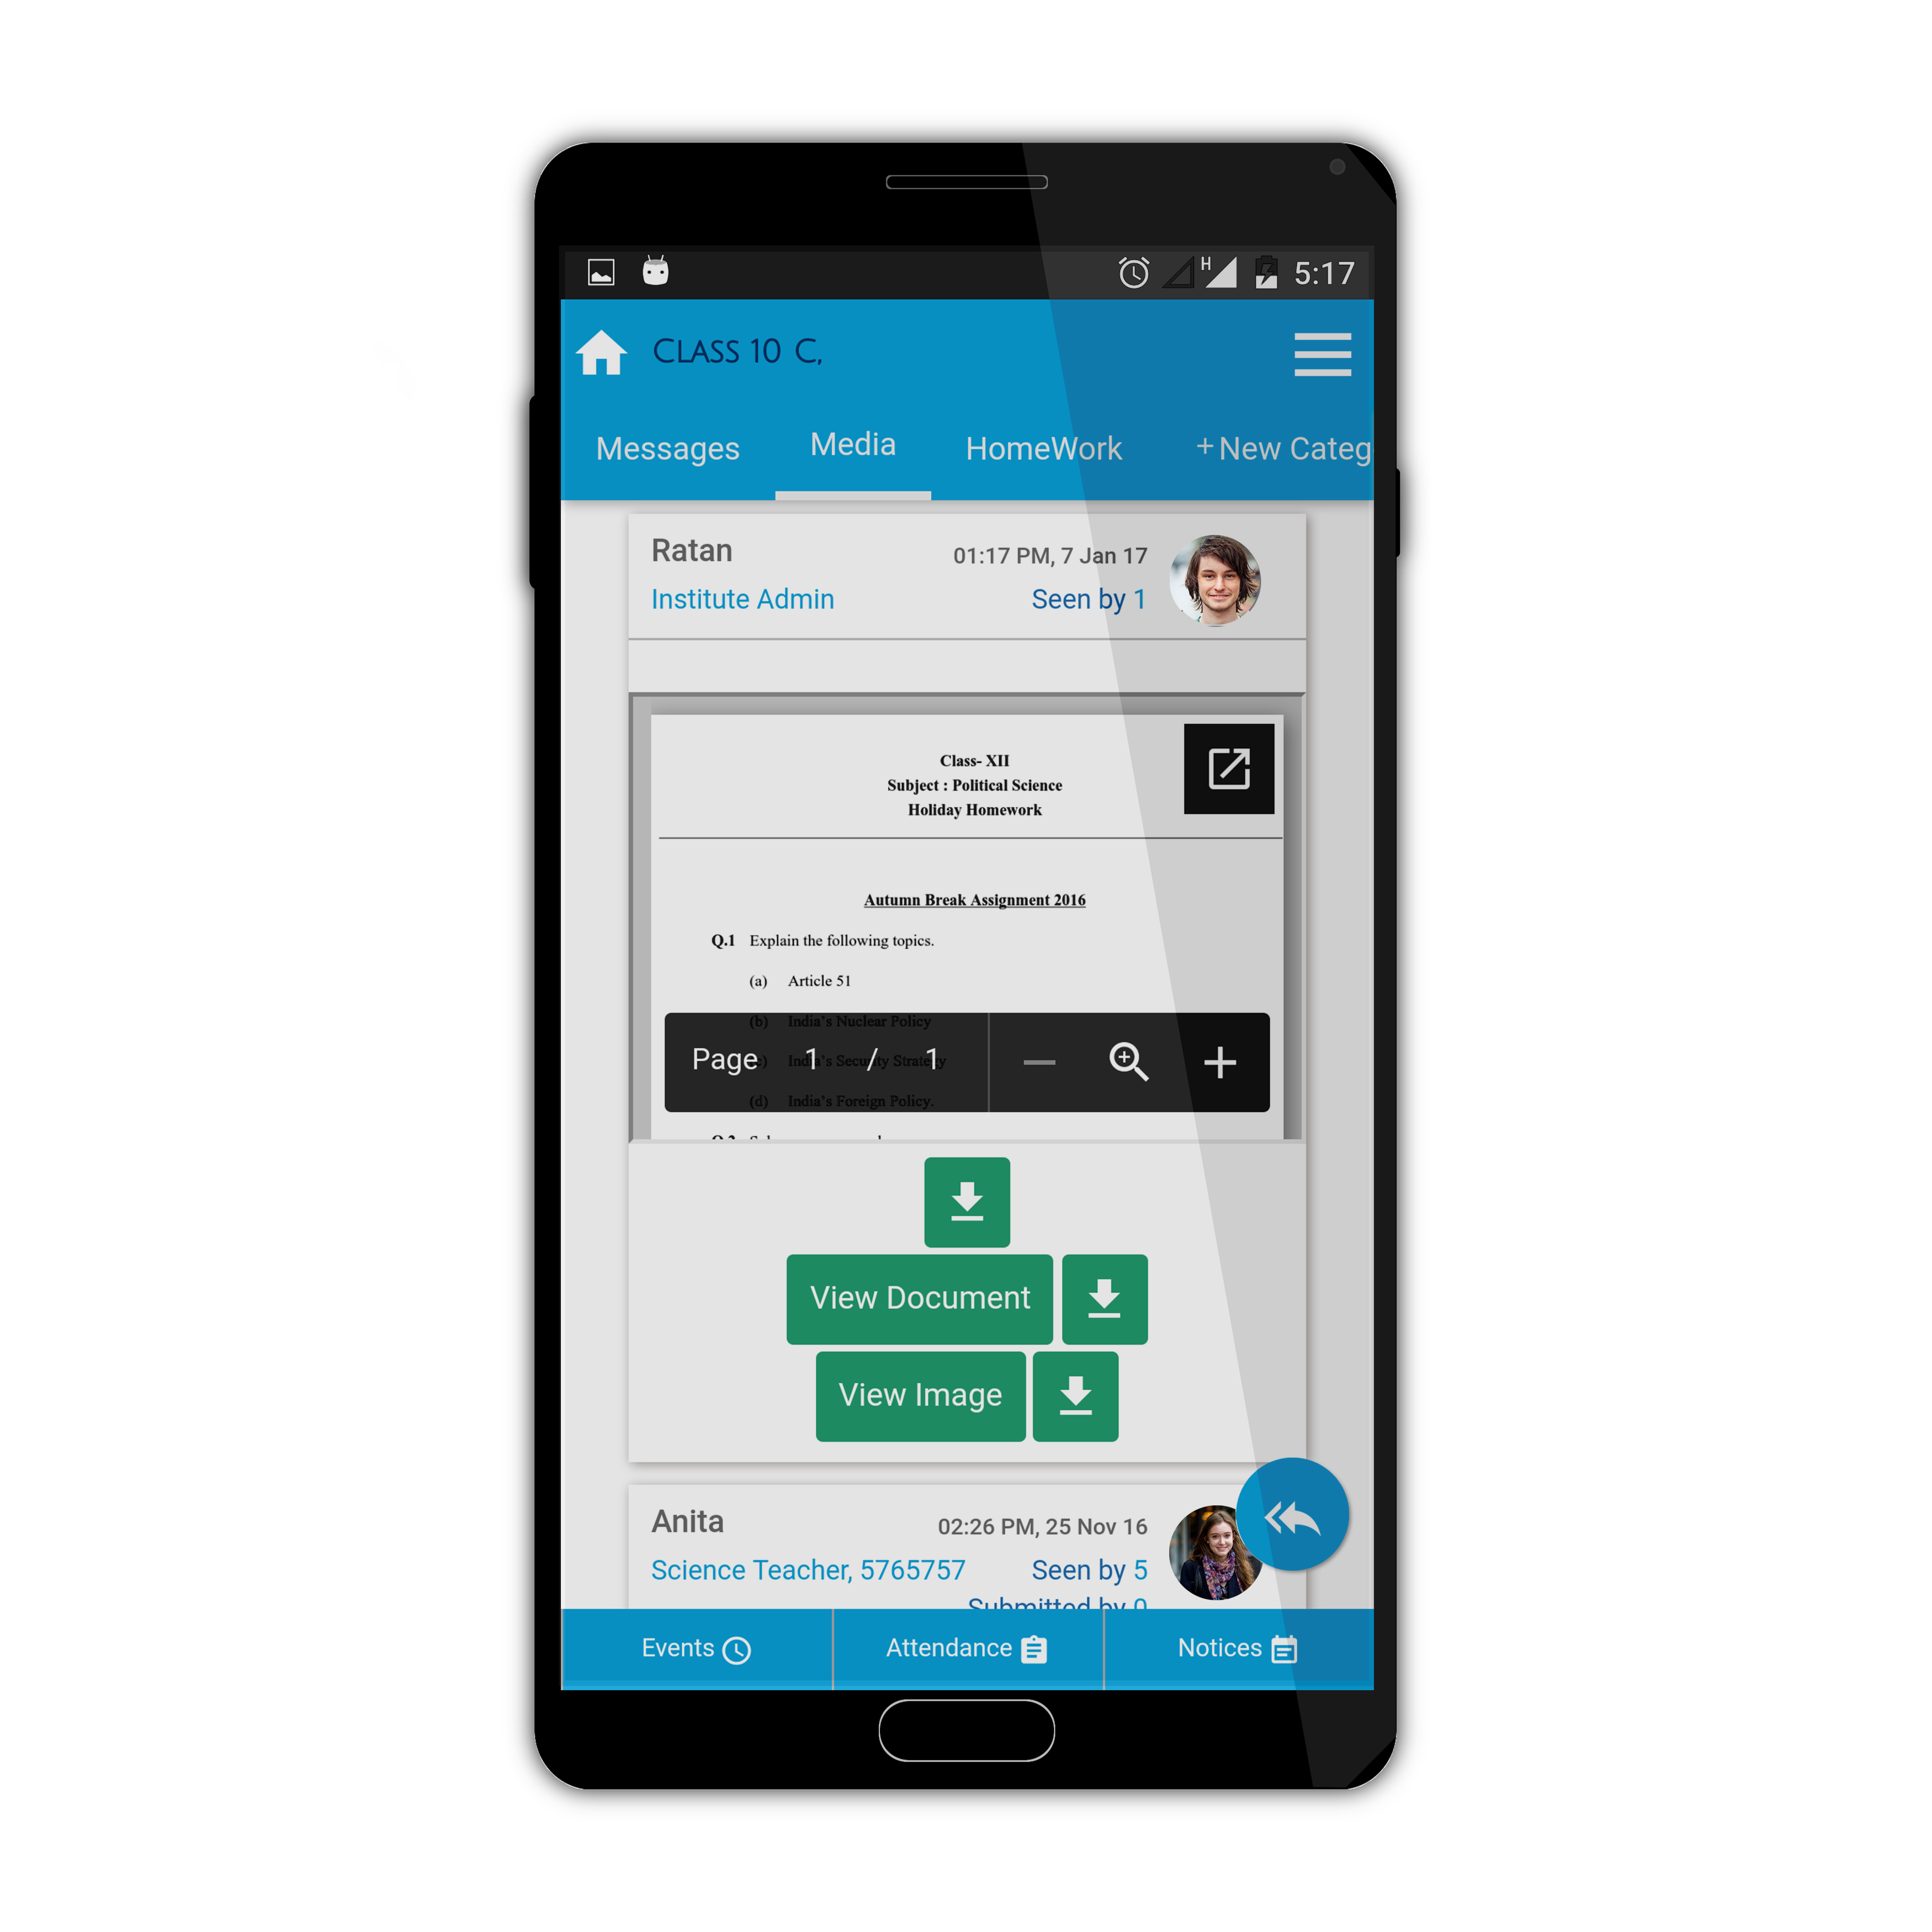 H 5:17
CLASS 10 C,
Messages Media HomeWork +New Categ
Ratan 01:17 PM, 7 Jan 17
Institute Admin Seen by 1
Class- XII
Subject : Political Science
Holiday Homework
Autumn Break Assignment 2016
Q.1 Explain the following topics.
(a) Article 51
(b) India's Nuclear Policy
Page 1 / 1
India's Security Strategy
(d) India's Foreign Policy.
View Document
View Image
Anita 02:26 PM, 25 Nov 16
Science Teacher, 5765757 Seen by 5
Submitted by 0
Events Attendance Notices